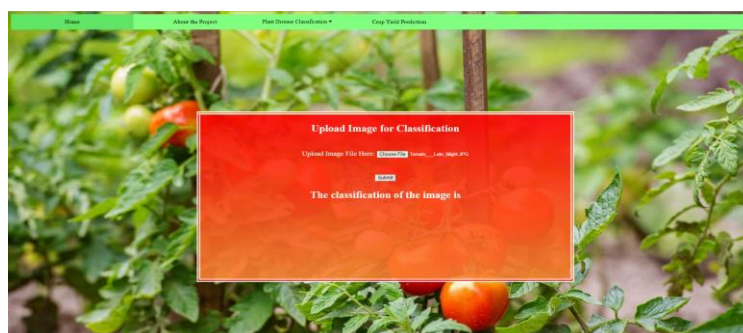 Home About the Project Plant Disease Classification ▾ Crop Yield Prediction
Upload Image for Classification
Upload Image File Here: Choose File Tomato___Late_blight.JPG
Submit
The classification of the image is